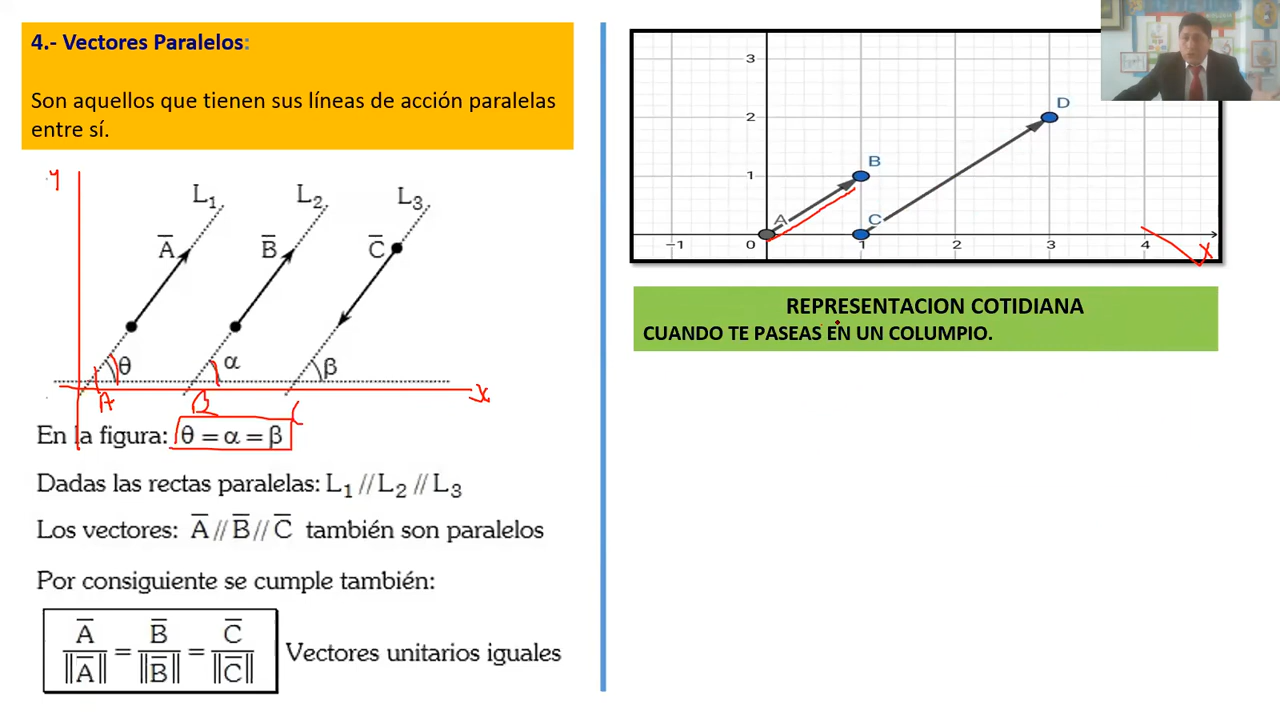 4.- Vectores Paralelos:
Son aquellos que tienen sus líneas de acción paralelas
entre sí.
y
L₁ L₂ L₃
A̅ B̅ C̅
θ α β
x
A B C
En la figura: θ = α = β
Dadas las rectas paralelas: L₁ // L₂ // L₃
Los vectores: A̅ // B̅ // C̅ también son paralelos
Por consiguiente se cumple también:
A̅/‖A̅‖ = B̅/‖B̅‖ = C̅/‖C̅‖ Vectores unitarios iguales
3
D
2
B
1
A C
−1 0 1 2 3 4
x
REPRESENTACION COTIDIANA
CUANDO TE PASEAS EN UN COLUMPIO.